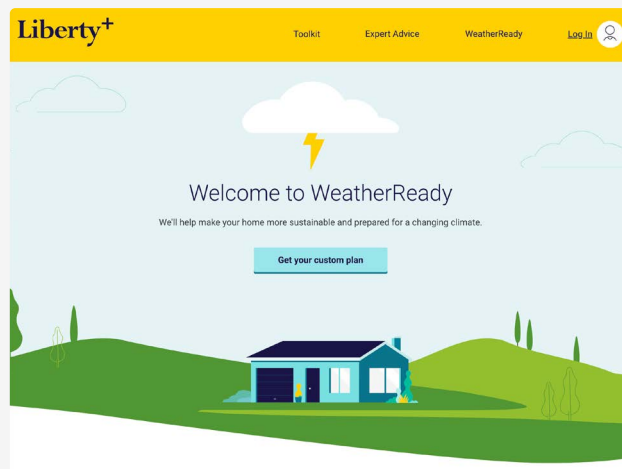 Liberty+
Toolkit
Expert Advice
WeatherReady
Log In
Welcome to WeatherReady
We'll help make your home more sustainable and prepared for a changing climate.
Get your custom plan